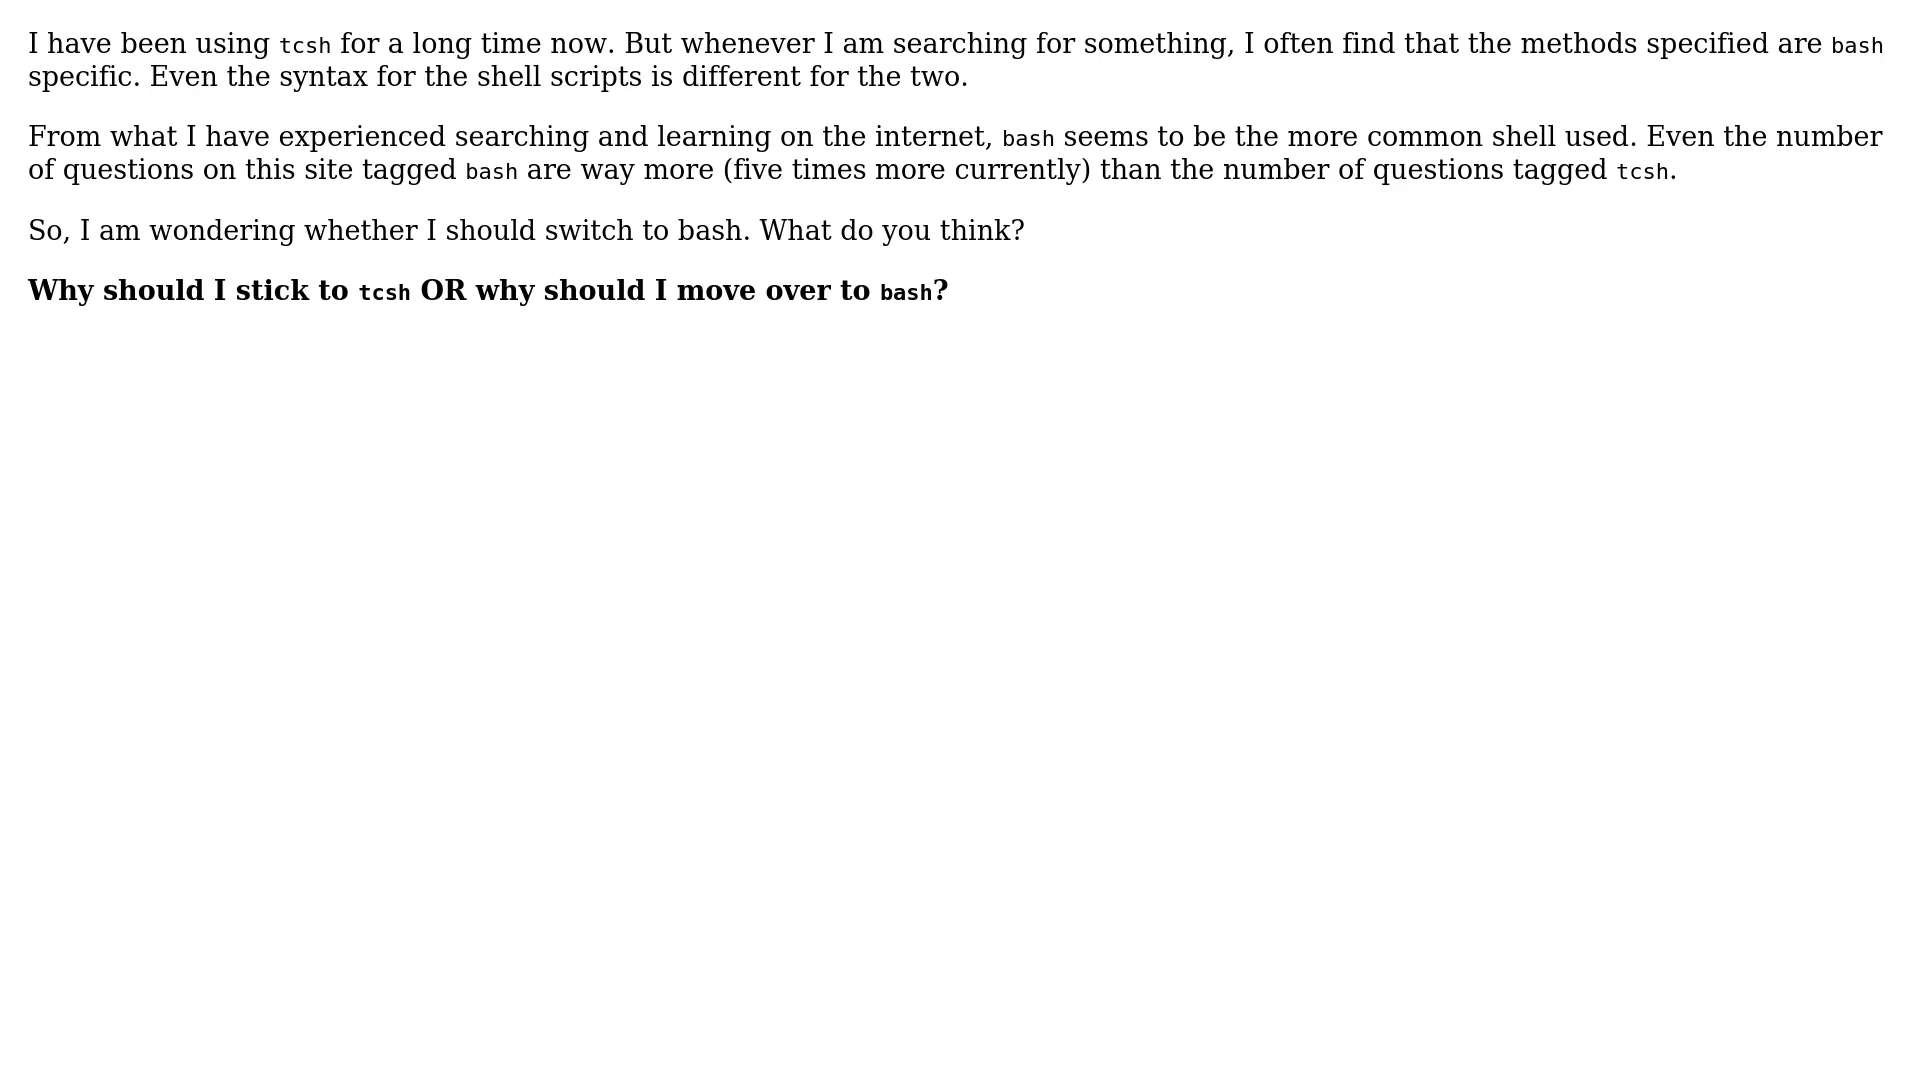 I have been using tcsh for a long time now. But whenever I am searching for something, I often find that the methods specified are bash
specific. Even the syntax for the shell scripts is different for the two.
From what I have experienced searching and learning on the internet, bash seems to be the more common shell used. Even the number
of questions on this site tagged bash are way more (five times more currently) than the number of questions tagged tcsh.
So, I am wondering whether I should switch to bash. What do you think?
Why should I stick to tcsh OR why should I move over to bash?